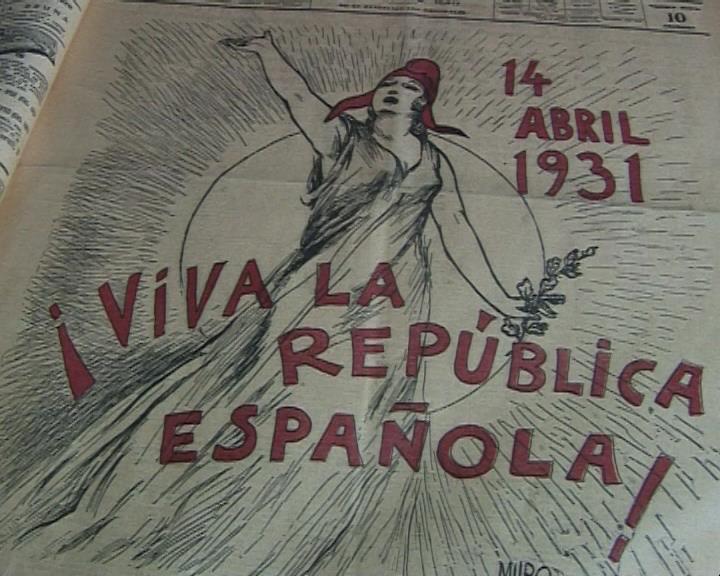 10
14
ABRIL
1931
¡VIVA LA
REPÚBLICA
ESPAÑOLA!